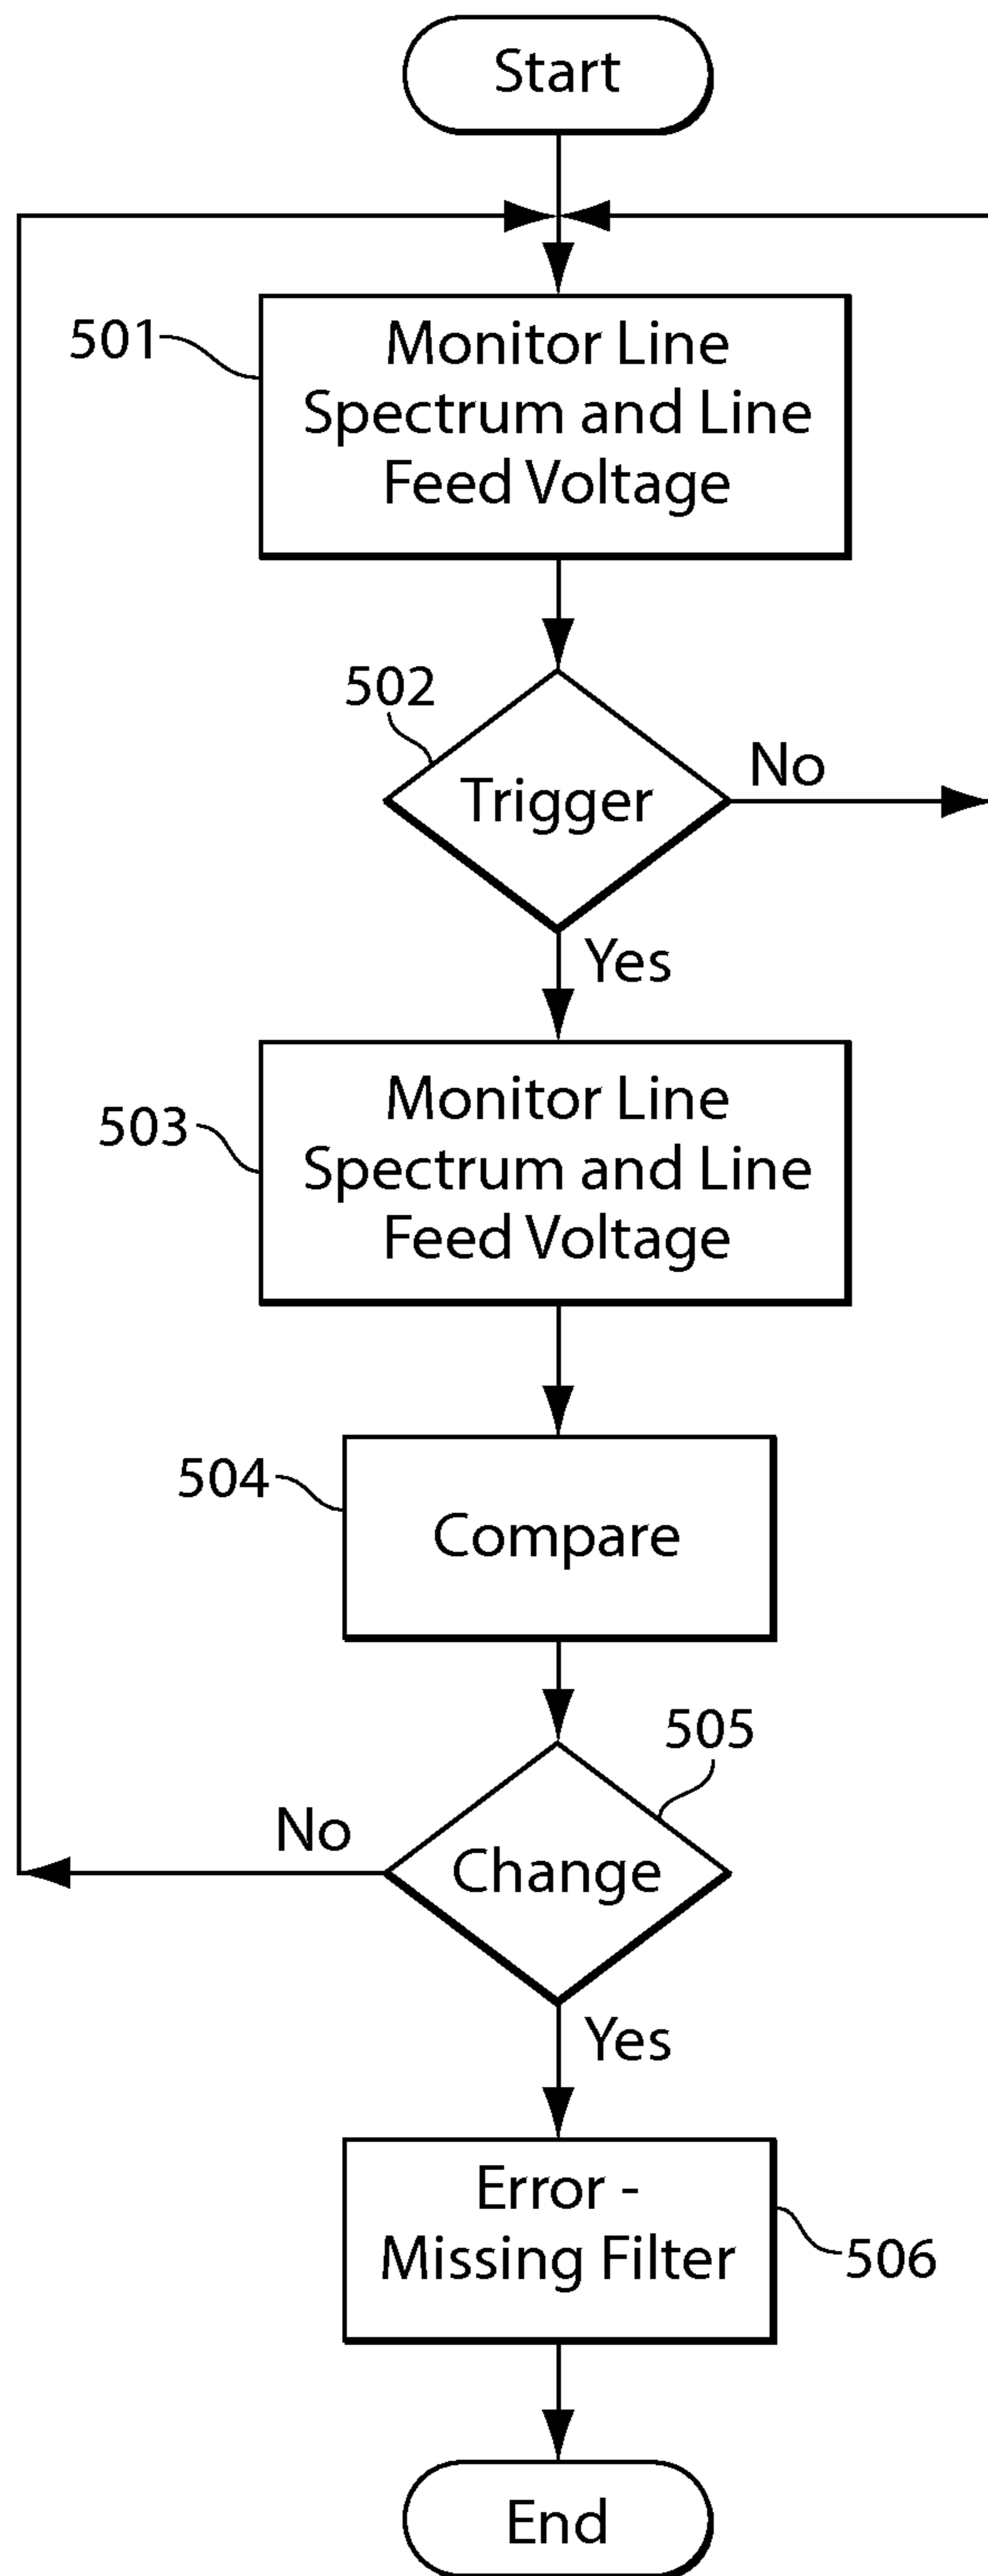 Start
501
Monitor Line
Spectrum and Line
Feed Voltage
502
Trigger
No
Yes
503
Monitor Line
Spectrum and Line
Feed Voltage
504
Compare
505
Change
No
Yes
Error -
Missing Filter
506
End